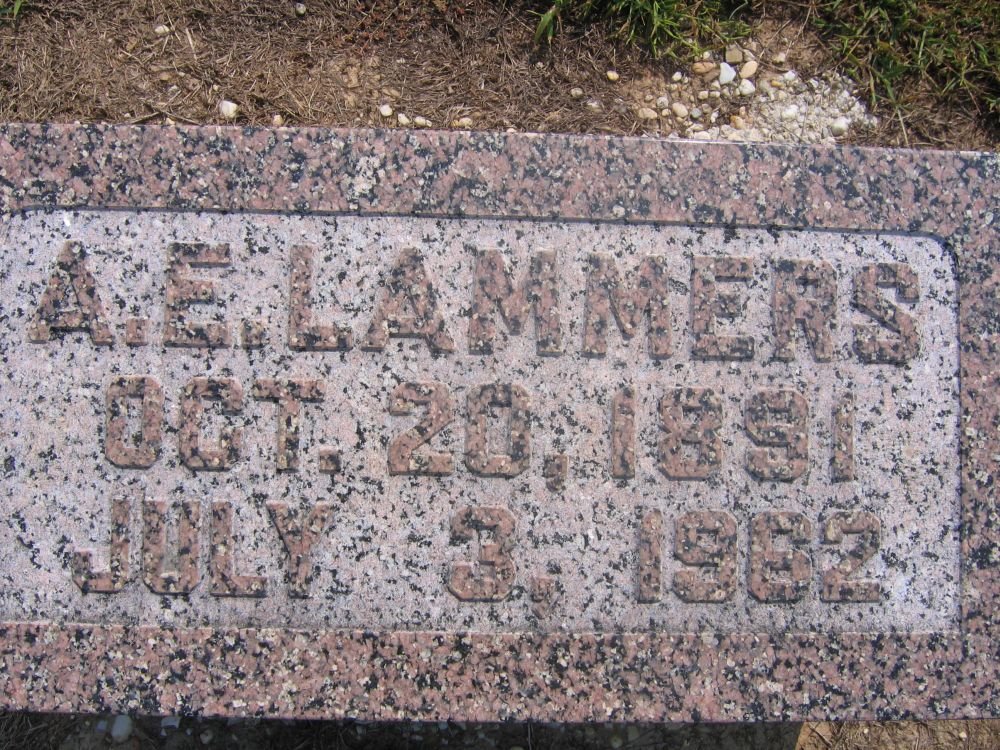 A.E. LAMMERS
OCT. 20, 1891
JULY 3, 1962